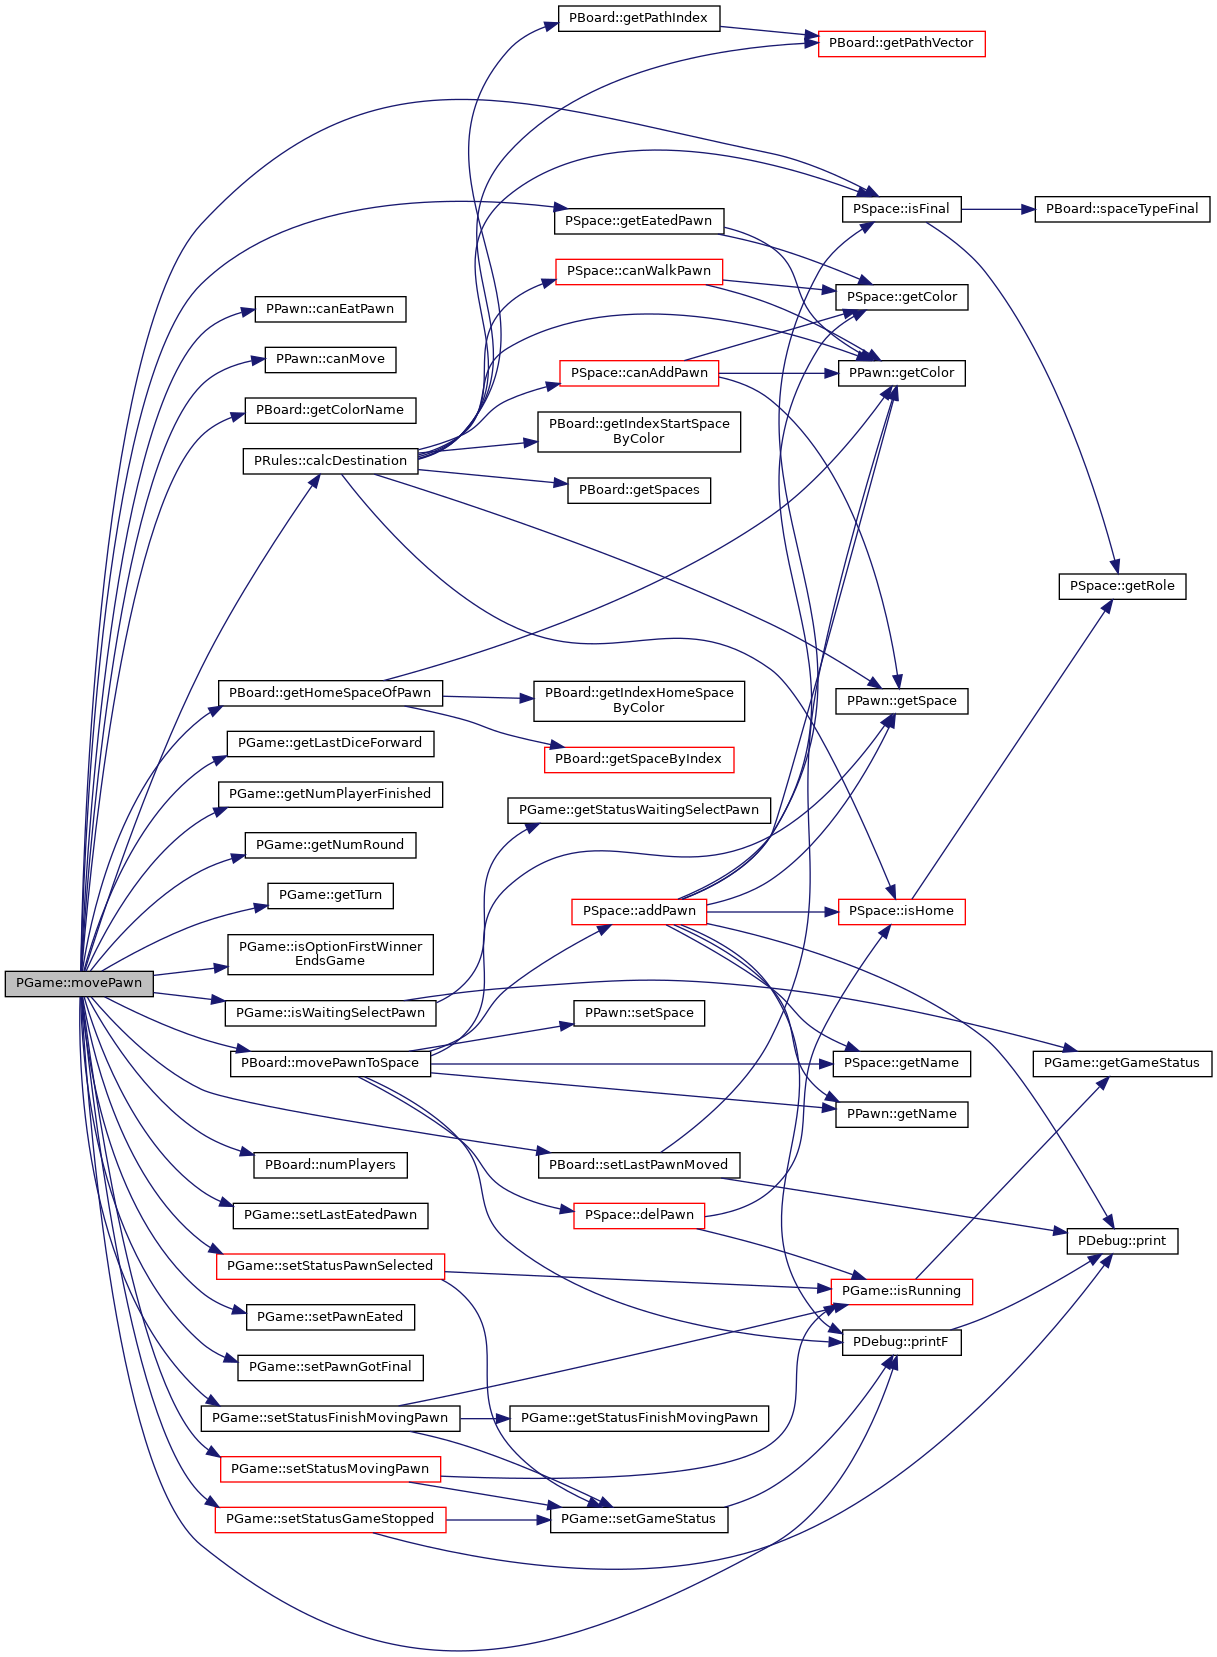 PBoard::getPathIndex
PBoard::getPathVector
PSpace::isFinal
PBoard::spaceTypeFinal
PSpace::getEatedPawn
PSpace::canWalkPawn
PSpace::getColor
PPawn::canEatPawn
PPawn::canMove
PSpace::canAddPawn
PPawn::getColor
PBoard::getColorName
PBoard::getIndexStartSpace
ByColor
PRules::calcDestination
PBoard::getSpaces
PSpace::getRole
PBoard::getHomeSpaceOfPawn
PBoard::getIndexHomeSpace
ByColor
PPawn::getSpace
PGame::getLastDiceForward
PBoard::getSpaceByIndex
PGame::getNumPlayerFinished
PGame::getStatusWaitingSelectPawn
PGame::getNumRound
PGame::getTurn
PSpace::addPawn
PSpace::isHome
PGame::isOptionFirstWinner
EndsGame
PGame::movePawn
PGame::isWaitingSelectPawn
PPawn::setSpace
PBoard::movePawnToSpace
PSpace::getName
PGame::getGameStatus
PPawn::getName
PBoard::numPlayers
PBoard::setLastPawnMoved
PGame::setLastEatedPawn
PSpace::delPawn
PDebug::print
PGame::setStatusPawnSelected
PGame::isRunning
PGame::setPawnEated
PDebug::printF
PGame::setPawnGotFinal
PGame::setStatusFinishMovingPawn
PGame::getStatusFinishMovingPawn
PGame::setStatusMovingPawn
PGame::setStatusGameStopped
PGame::setGameStatus